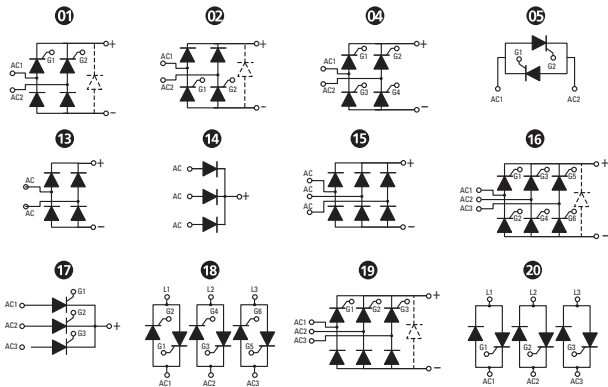 01 02 04 05
+ + +
G1 G2 G1 G2 G1
AC1 AC1 AC1 G2
G1 G2 G3 G4
AC2 AC2 AC2
− − − AC1 AC2
13 14 15 16
+ AC + +
G1 G3 G5
AC AC + AC AC1
AC AC2
AC AC AC AC3
G2 G4 G6
− − −
17 18 19 20
G1 L1 L2 L3 + L1 L2 L3
AC1 G2 G4 G6 G1 G2 G3
G2 AC1
AC2 + AC2
G3 G1 G3 G5 AC3 G1 G2 G3
AC3
AC1 AC2 AC3 − AC1 AC2 AC3